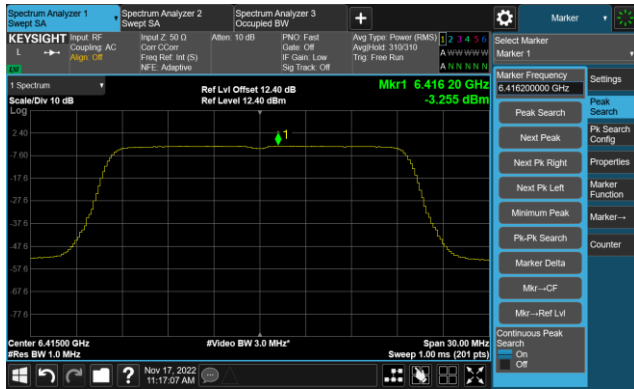 Spectrum Analyzer 1
Swept SA
Spectrum Analyzer 2
Swept SA
Spectrum Analyzer 3
Occupied BW
Marker
KEYSIGHT
L
Input: RF
Coupling: AC
Align: Off
Input Z: 50 Ω
Corr CCorr
Freq Ref: Int (S)
NFE: Adaptive
Atten: 10 dB
PNO: Fast
Gate: Off
IF Gain: Low
Sig Track: Off
Avg Type: Power (RMS)
Avg|Hold: 310/310
Trig: Free Run
1 2 3 4 5 6
A W W W W W
A N N N N N
Select Marker
Marker 1
1 Spectrum
Scale/Div 10 dB
Log
Ref Lvl Offset 12.40 dB
Ref Level 12.40 dBm
Mkr1 6.416 20 GHz
-3.255 dBm
1
2.40
-7.60
-17.6
-27.6
-37.6
-47.6
-57.6
-67.6
-77.6
Center 6.41500 GHz
#Res BW 1.0 MHz
#Video BW 3.0 MHz*
Span 30.00 MHz
Sweep 1.00 ms (201 pts)
Marker Frequency
6.416200000 GHz
Peak Search
Next Peak
Next Pk Right
Next Pk Left
Minimum Peak
Pk-Pk Search
Marker Delta
Mkr→CF
Mkr→Ref Lvl
Continuous Peak
Search
On
Off
Settings
Peak
Search
Pk Search
Config
Properties
Marker
Function
Marker→
Counter
Nov 17, 2022
11:17:07 AM